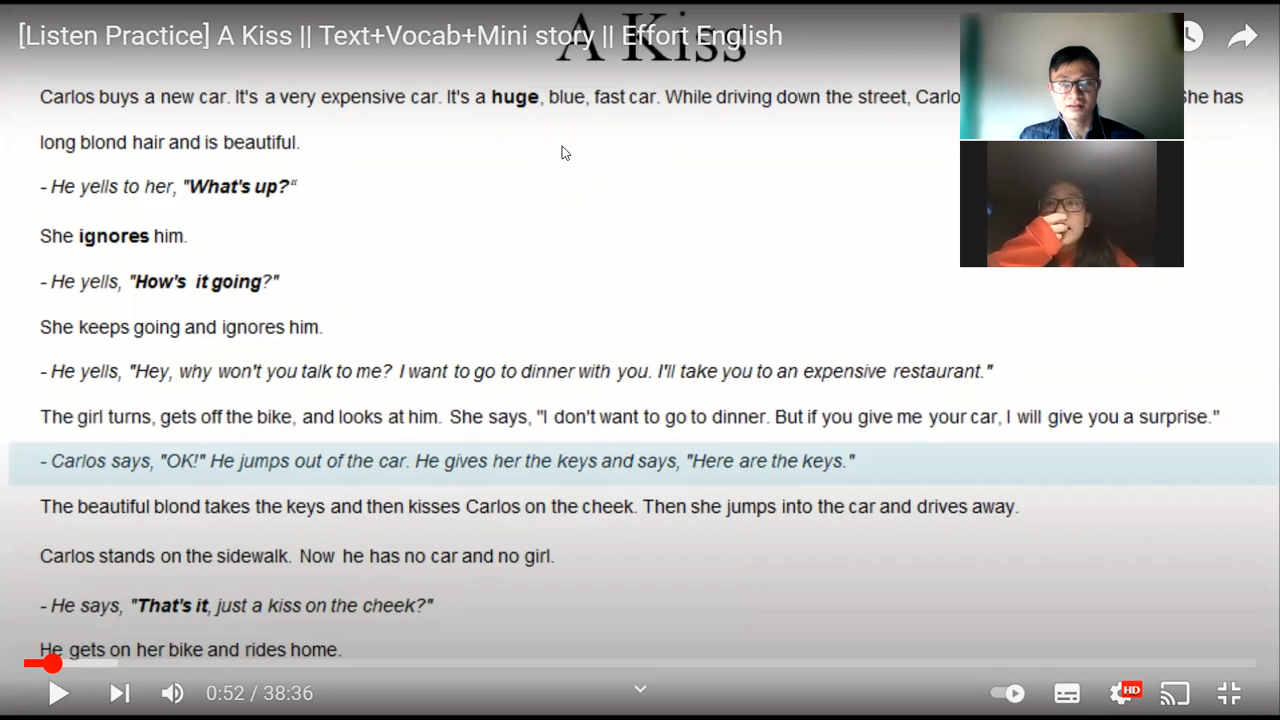 [Listen Practice] A Kiss || Text+Vocab+Mini story || Effort English
A Kiss
Carlos buys a new car. It's a very expensive car. It's a huge, blue, fast car. While driving down the street, She has
long blond hair and is beautiful.
- He yells to her, "What's up?“
She ignores him.
- He yells, "How's it going?"
She keeps going and ignores him.
- He yells, "Hey, why won't you talk to me? I want to go to dinner with you. I'll take you to an expensive restaurant."
The girl turns, gets off the bike, and looks at him. She says, "I don't want to go to dinner. But if you give me your car, I will give you a surprise."
- Carlos says, "OK!" He jumps out of the car. He gives her the keys and says, "Here are the keys."
The beautiful blond takes the keys and then kisses Carlos on the cheek. Then she jumps into the car and drives away.
Carlos stands on the sidewalk. Now he has no car and no girl.
- He says, "That's it, just a kiss on the cheek?"
He gets on her bike and rides home.
0:52 / 38:36
HD